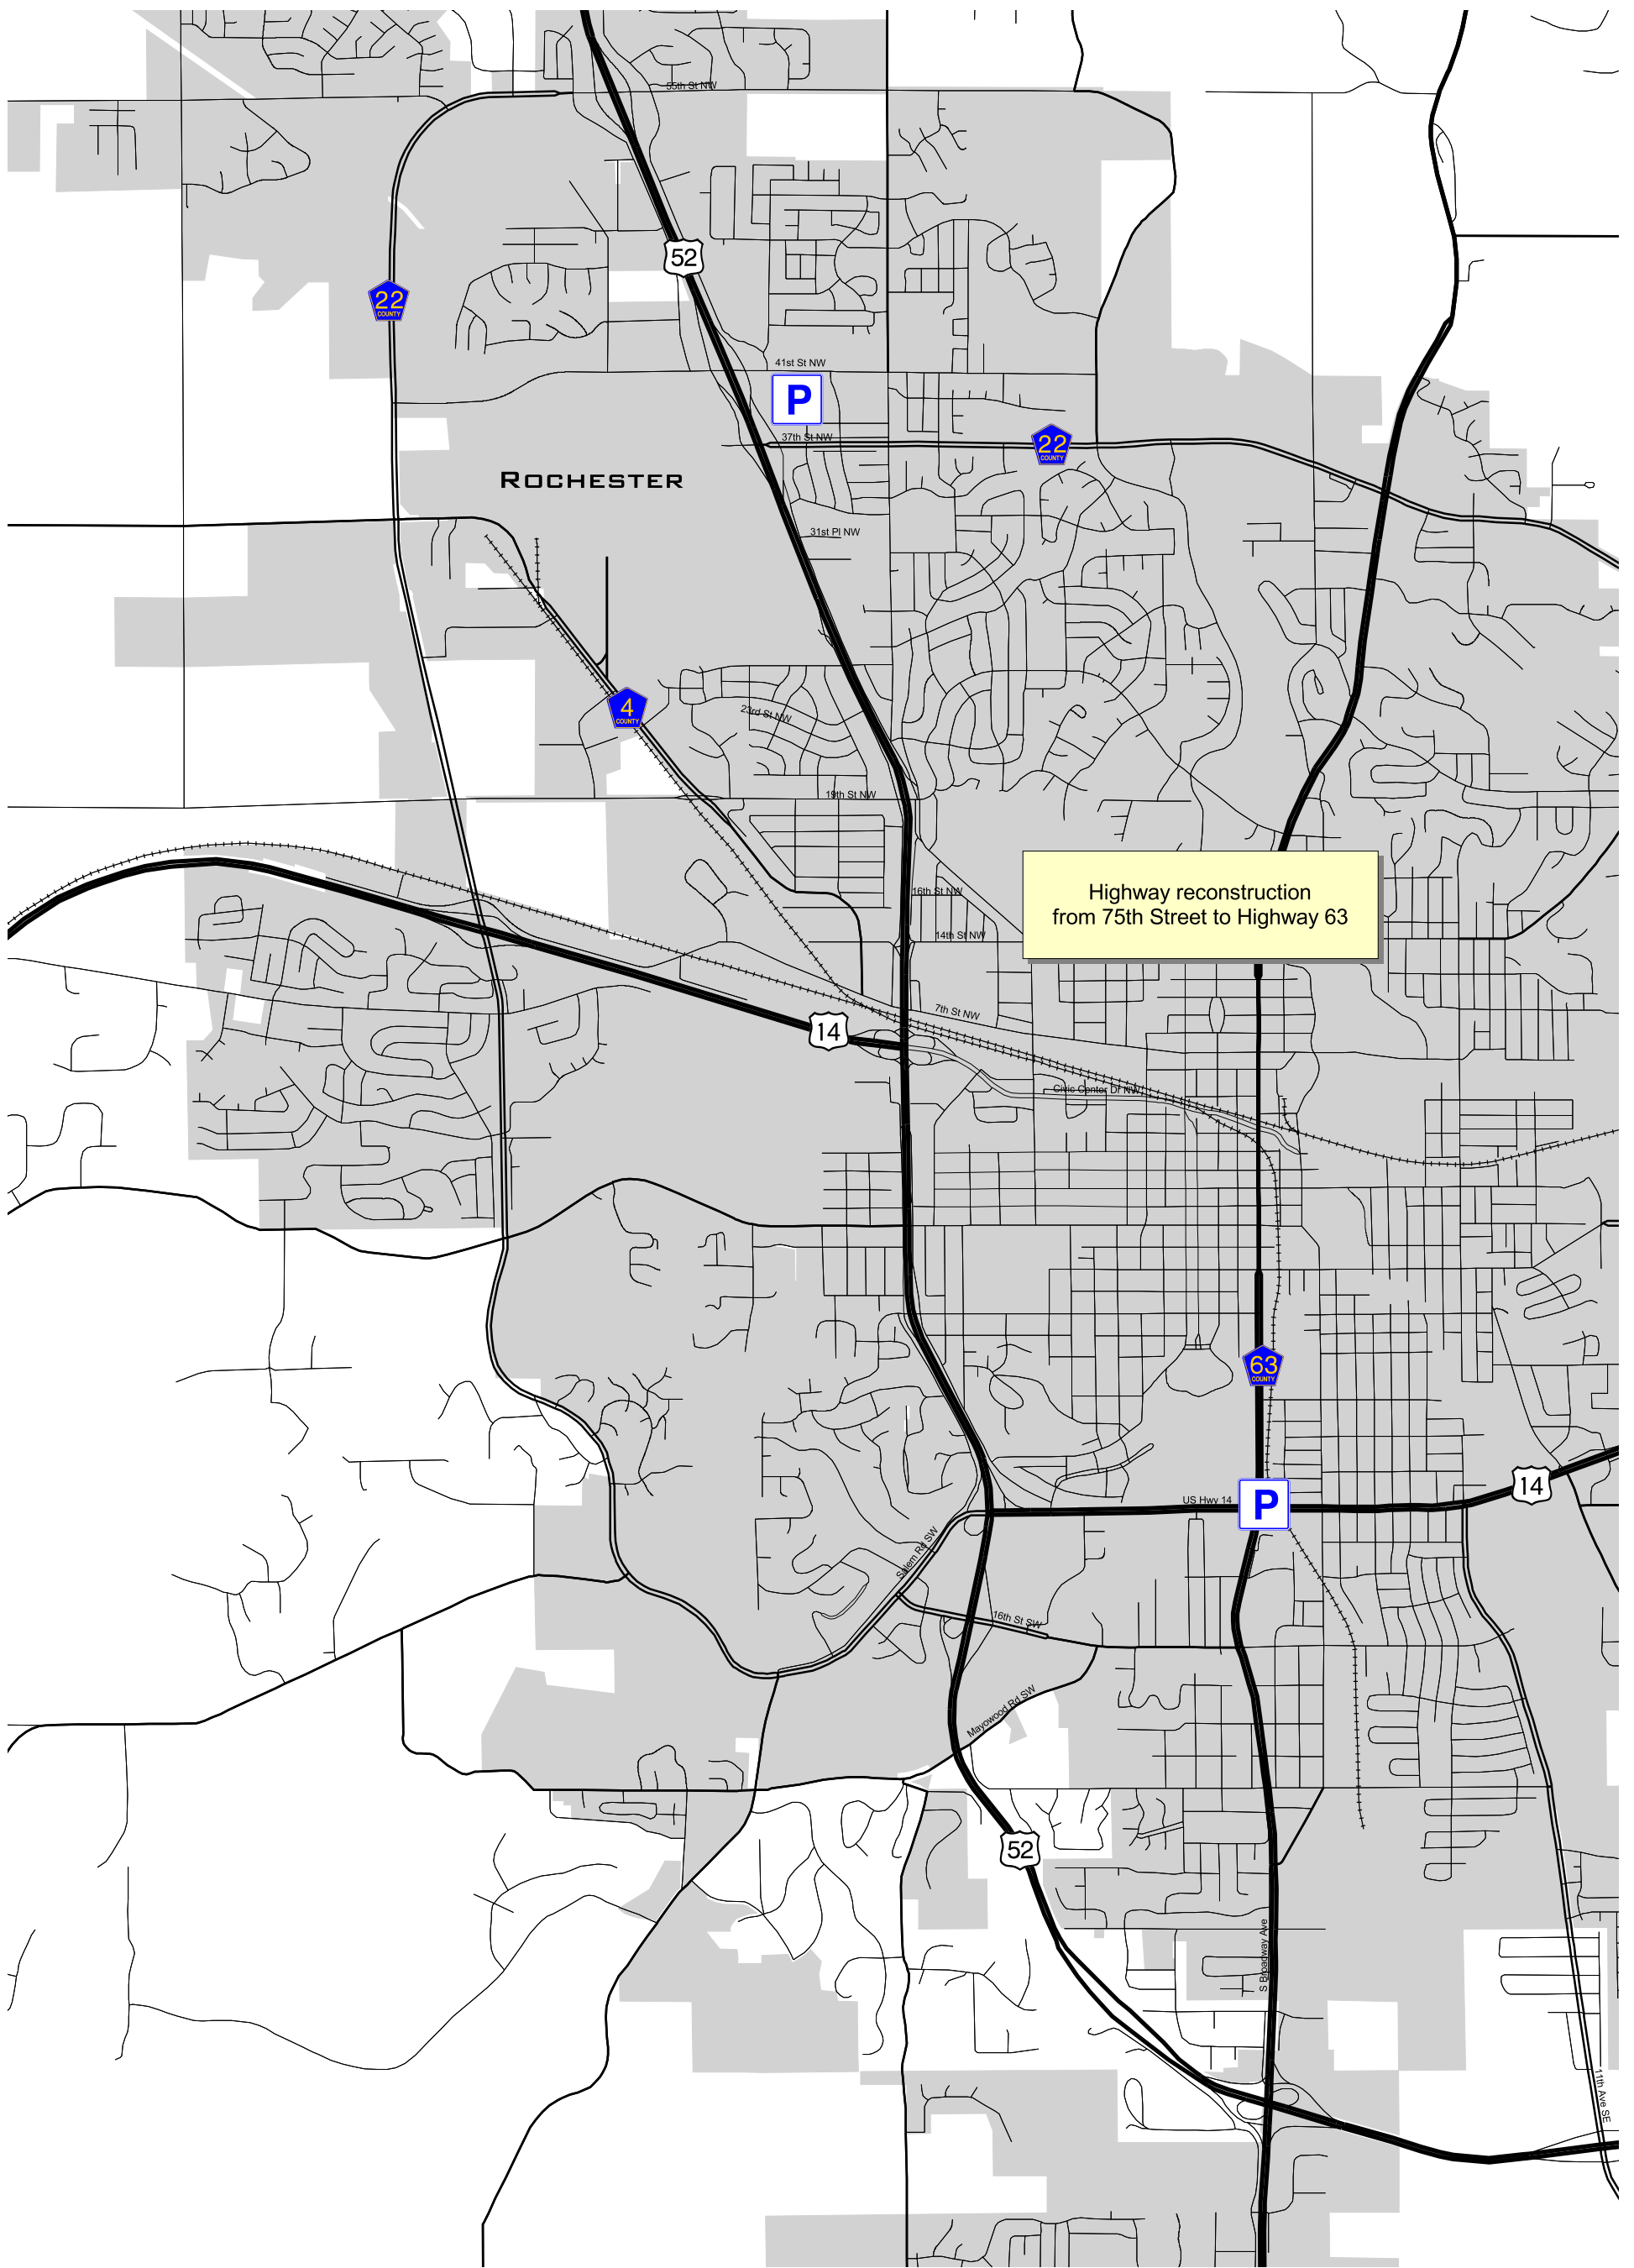 55th St NW
52
22
COUNTY
41st St NW
P
37th St NW
22
COUNTY
ROCHESTER
31st Pl NW
4
COUNTY
23rd St NW
19th St NW
16th St NW
Highway reconstruction
from 75th Street to Highway 63
14th St NW
7th St NW
14
Civic Center Dr NW
63
COUNTY
14
US Hwy 14
P
Salem Rd SW
16th St SW
Mayowood Rd SW
52
S Broadway Ave
11th Ave SE